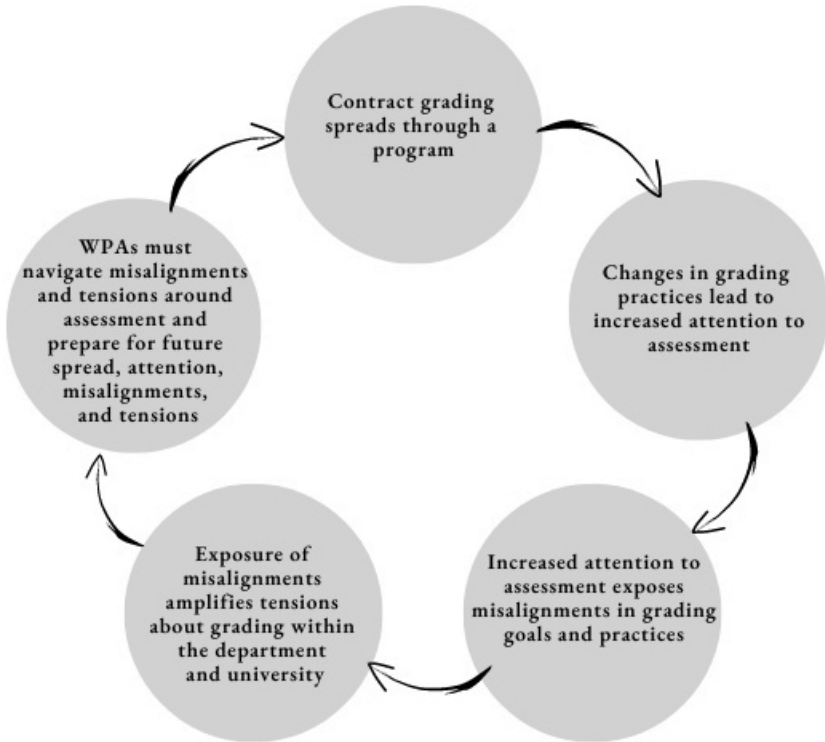 Contract grading
spreads through a
program
Changes in grading
practices lead to
increased attention to
assessment
Increased attention to
assessment exposes
misalignments in grading
goals and practices
Exposure of
misalignments
amplifies tensions
about grading within
the department
and university
WPAs must
navigate misalignments
and tensions around
assessment and
prepare for future
spread, attention,
misalignments,
and tensions